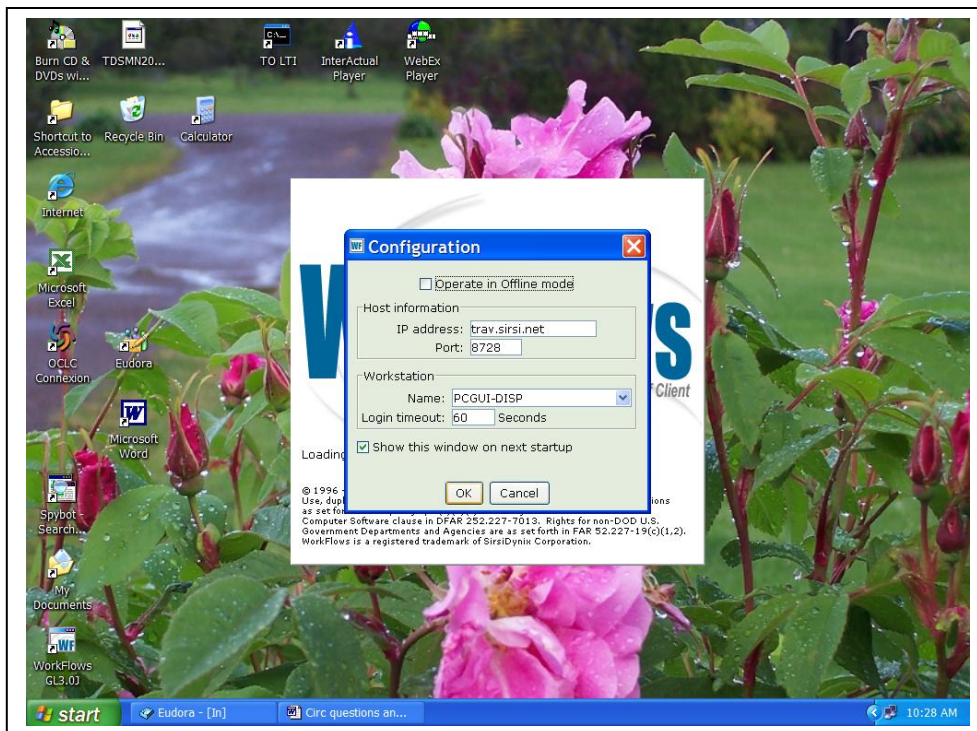 Burn CD &
DVDs wi...
TDSMN20...
TO LTI
InterActual
Player
WebEx
Player
Shortcut to
Accessio...
Recycle Bin
Calculator
Internet
Microsoft
Excel
OCLC
Connexion
Eudora
Microsoft
Word
Spybot -
Search...
My
Documents
WorkFlows
GL3.0J
WF Configuration
Operate in Offline mode
Host information
IP address: trav.sirsi.net
Port: 8728
Workstation
Name: PCGUI-DISP
Login timeout: 60 Seconds
Show this window on next startup
OK Cancel
Client
Loading
© 1996 -
Use, dupl
ions
as set for
Computer Software clause in DFAR 252.227-7013. Rights for non-DOD U.S.
Government Departments and Agencies are as set forth in FAR 52.227-19(c)(1,2).
WorkFlows is a registered trademark of SirsiDynix Corporation.
start
Eudora - [In]
Circ questions an...
10:28 AM